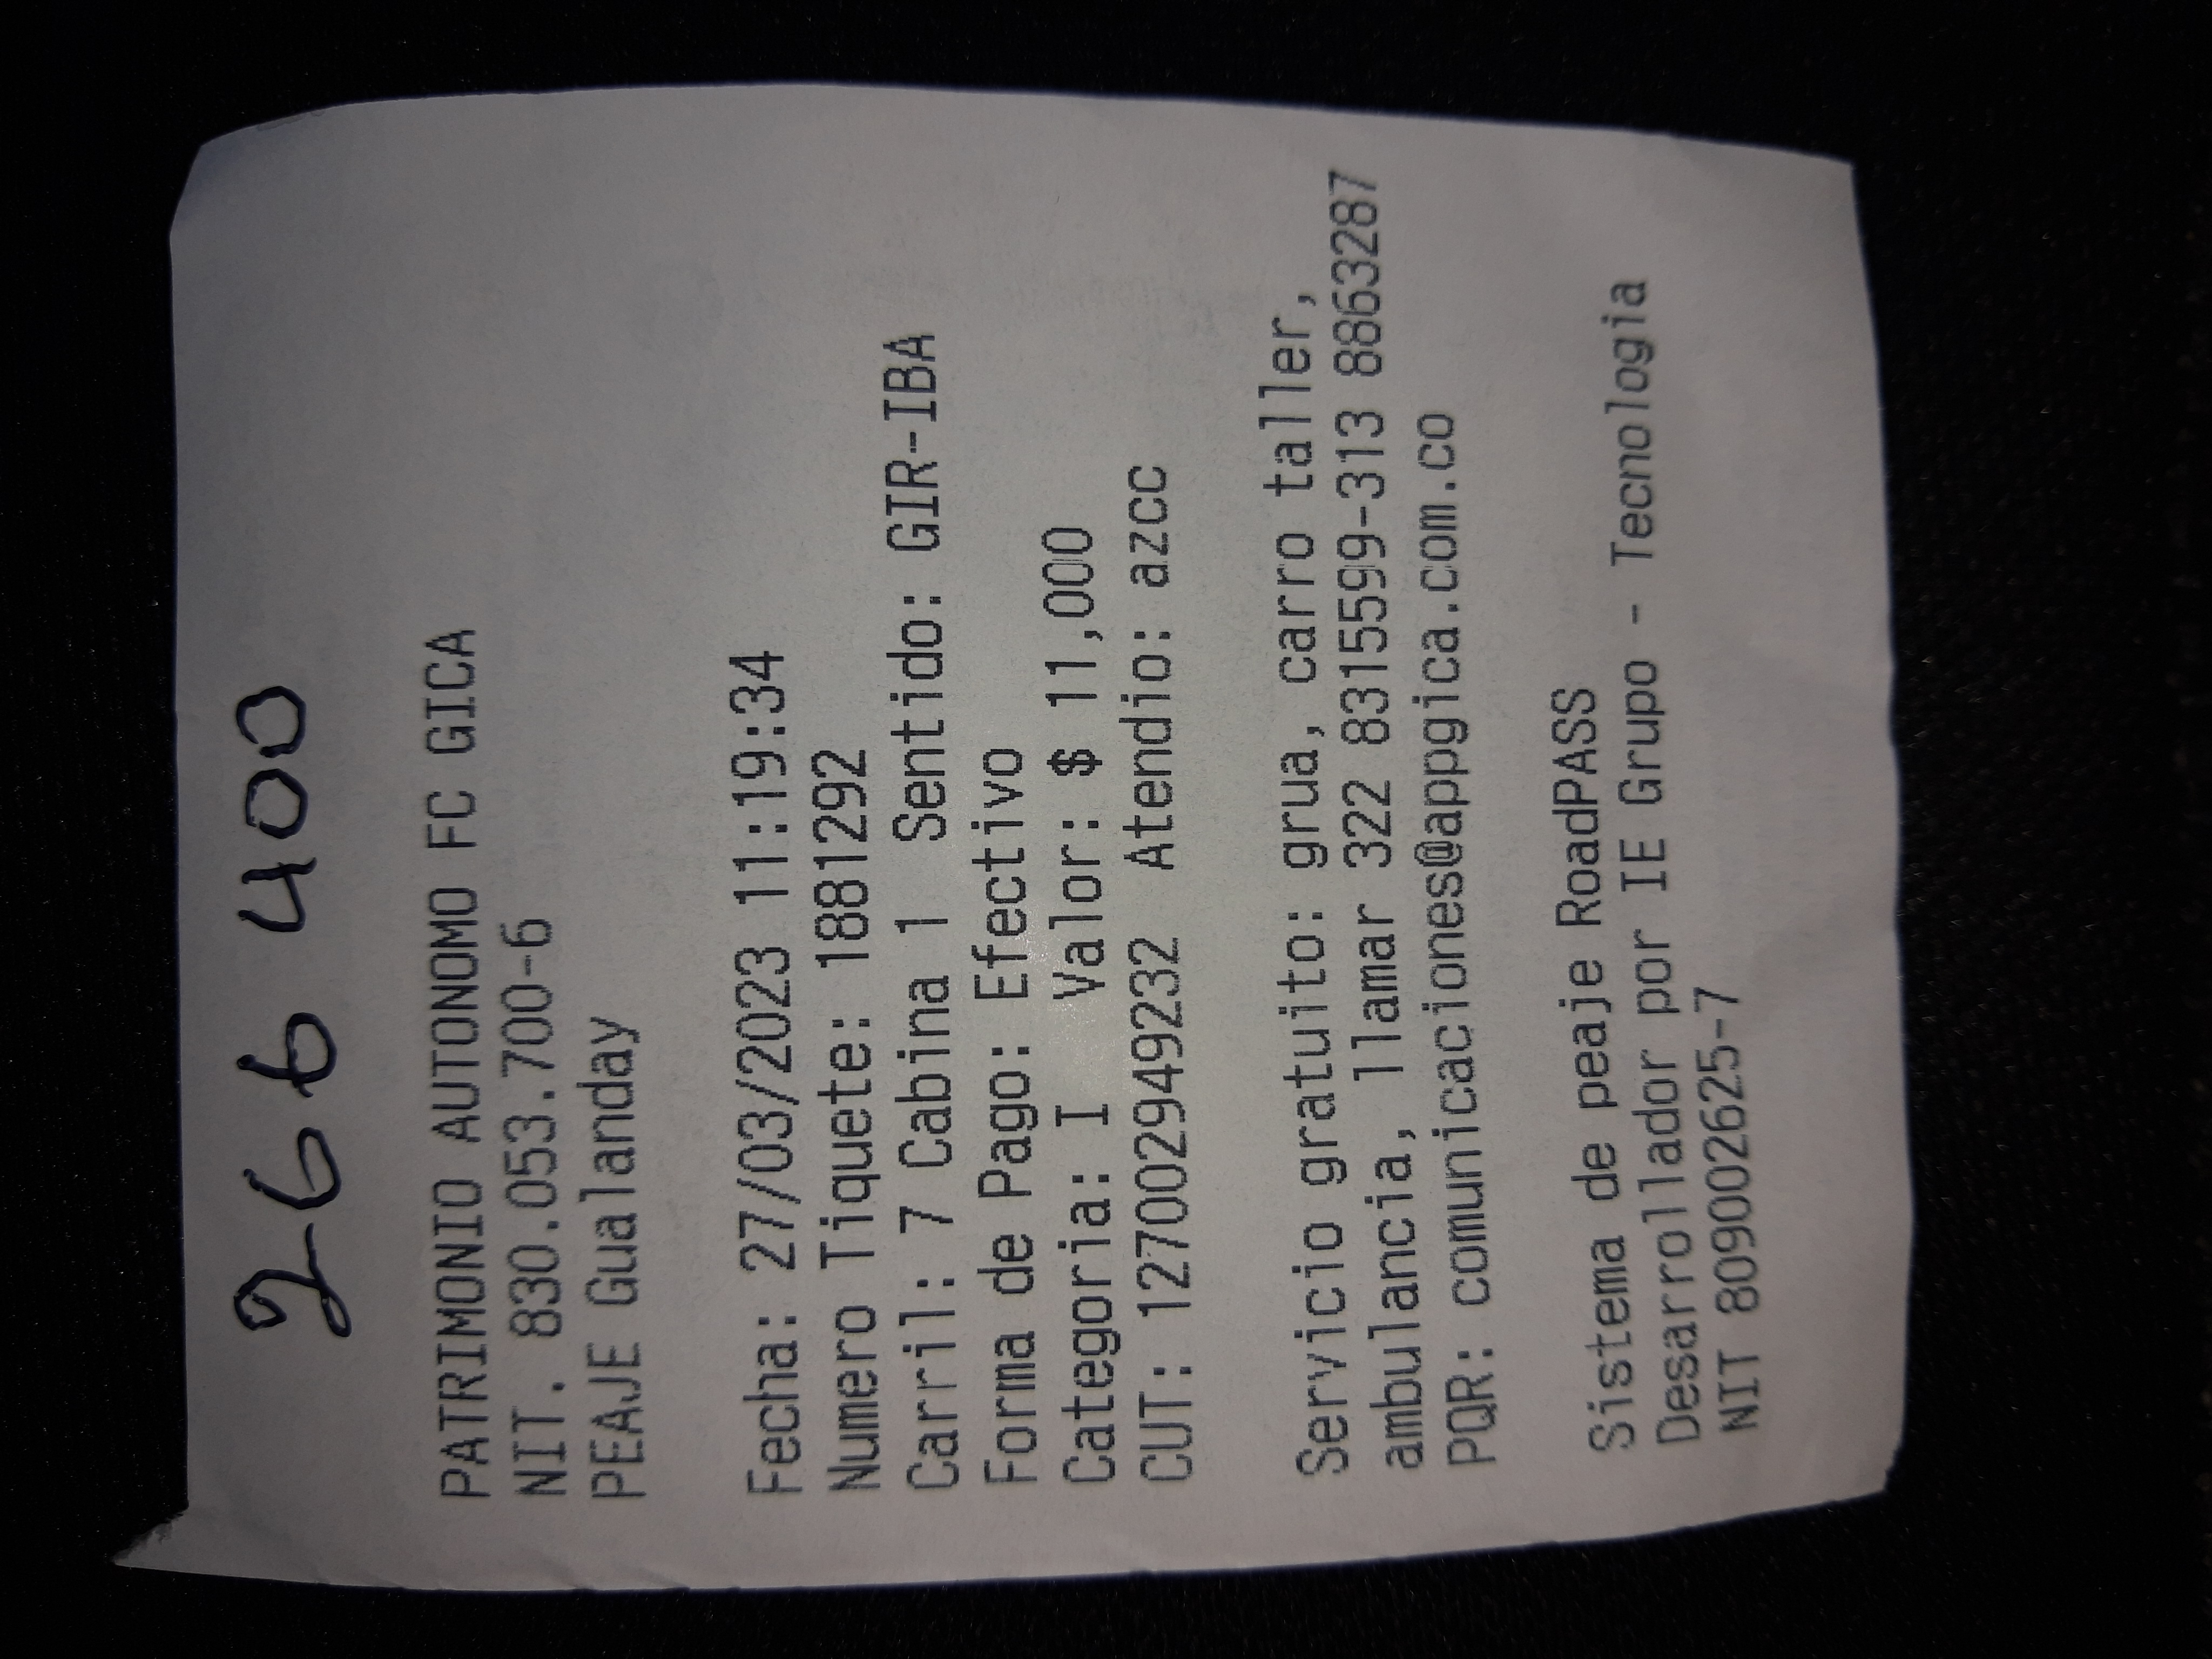 266 400
PATRIMONIO AUTONOMO FC GICA
NIT. 830.053.700-6
PEAJE Gualanday
Fecha: 27/03/2023 11:19:34
Numero Tiquete: 1881292
Carril: 7 Cabina 1 Sentido: GIR-IBA
Forma de Pago: Efectivo
Categoria: I Valor: $ 11,000
CUT: 127002949232 Atendio: azcc
Servicio gratuito: grua, carro taller,
ambulancia, llamar 322 8315599-313 8863287
PQR: comunicaciones@appgica.com.co
Sistema de peaje RoadPASS
Desarrollador por IE Grupo - Tecnologia
NIT 809002625-7